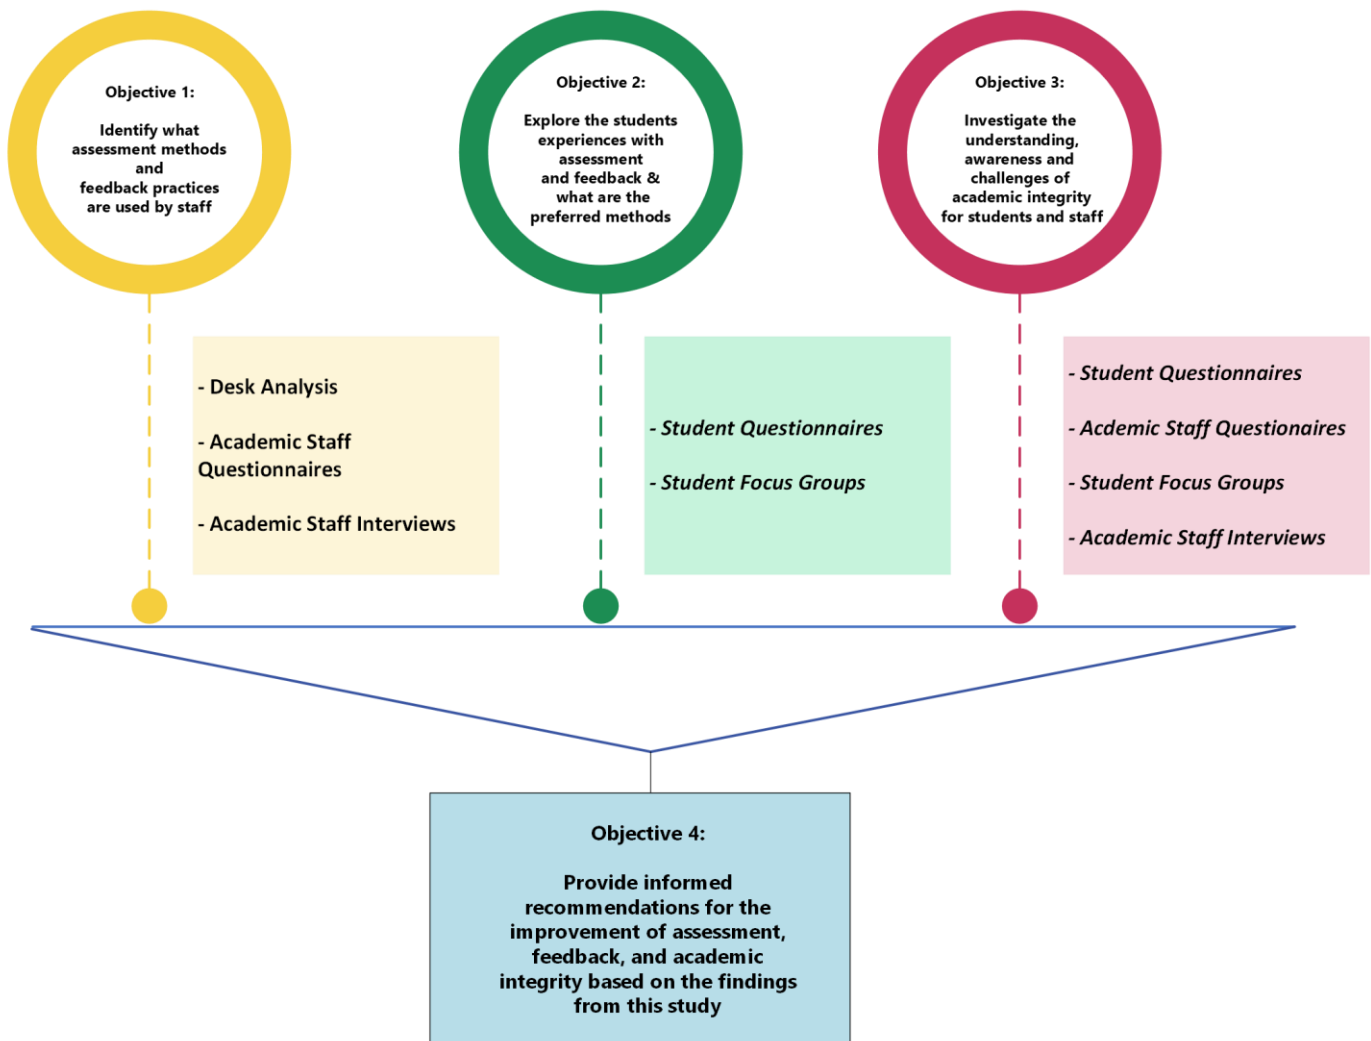 Objective 1:
Identify what
assessment methods
and
feedback practices
are used by staff
Objective 2:
Explore the students
experiences with
assessment
and feedback &
what are the
preferred methods
Objective 3:
Investigate the
understanding,
awareness and
challenges of
academic integrity
for students and staff
- Desk Analysis
- Academic Staff
Questionnaires
- Academic Staff Interviews
- Student Questionnaires
- Student Focus Groups
- Student Questionnaires
- Acdemic Staff Questionaires
- Student Focus Groups
- Academic Staff Interviews
Objective 4:
Provide informed
recommendations for the
improvement of assessment,
feedback, and academic
integrity based on the findings
from this study